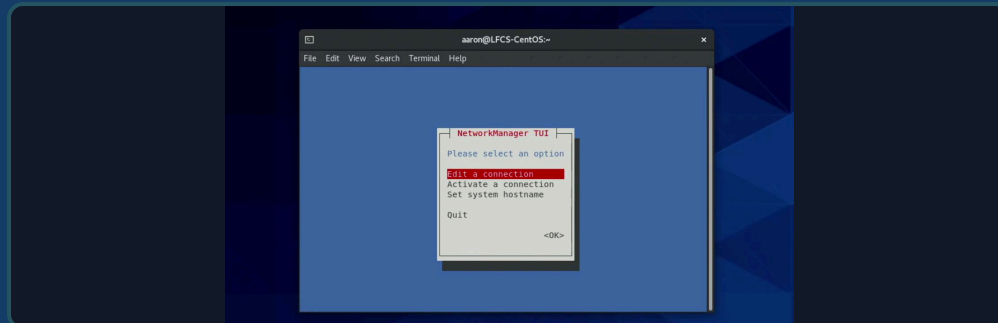 aaron@LFCS-CentOS:~
File Edit View Search Terminal Help
NetworkManager TUI
Please select an option
Edit a connection
Activate a connection
Set system hostname
Quit
<OK>